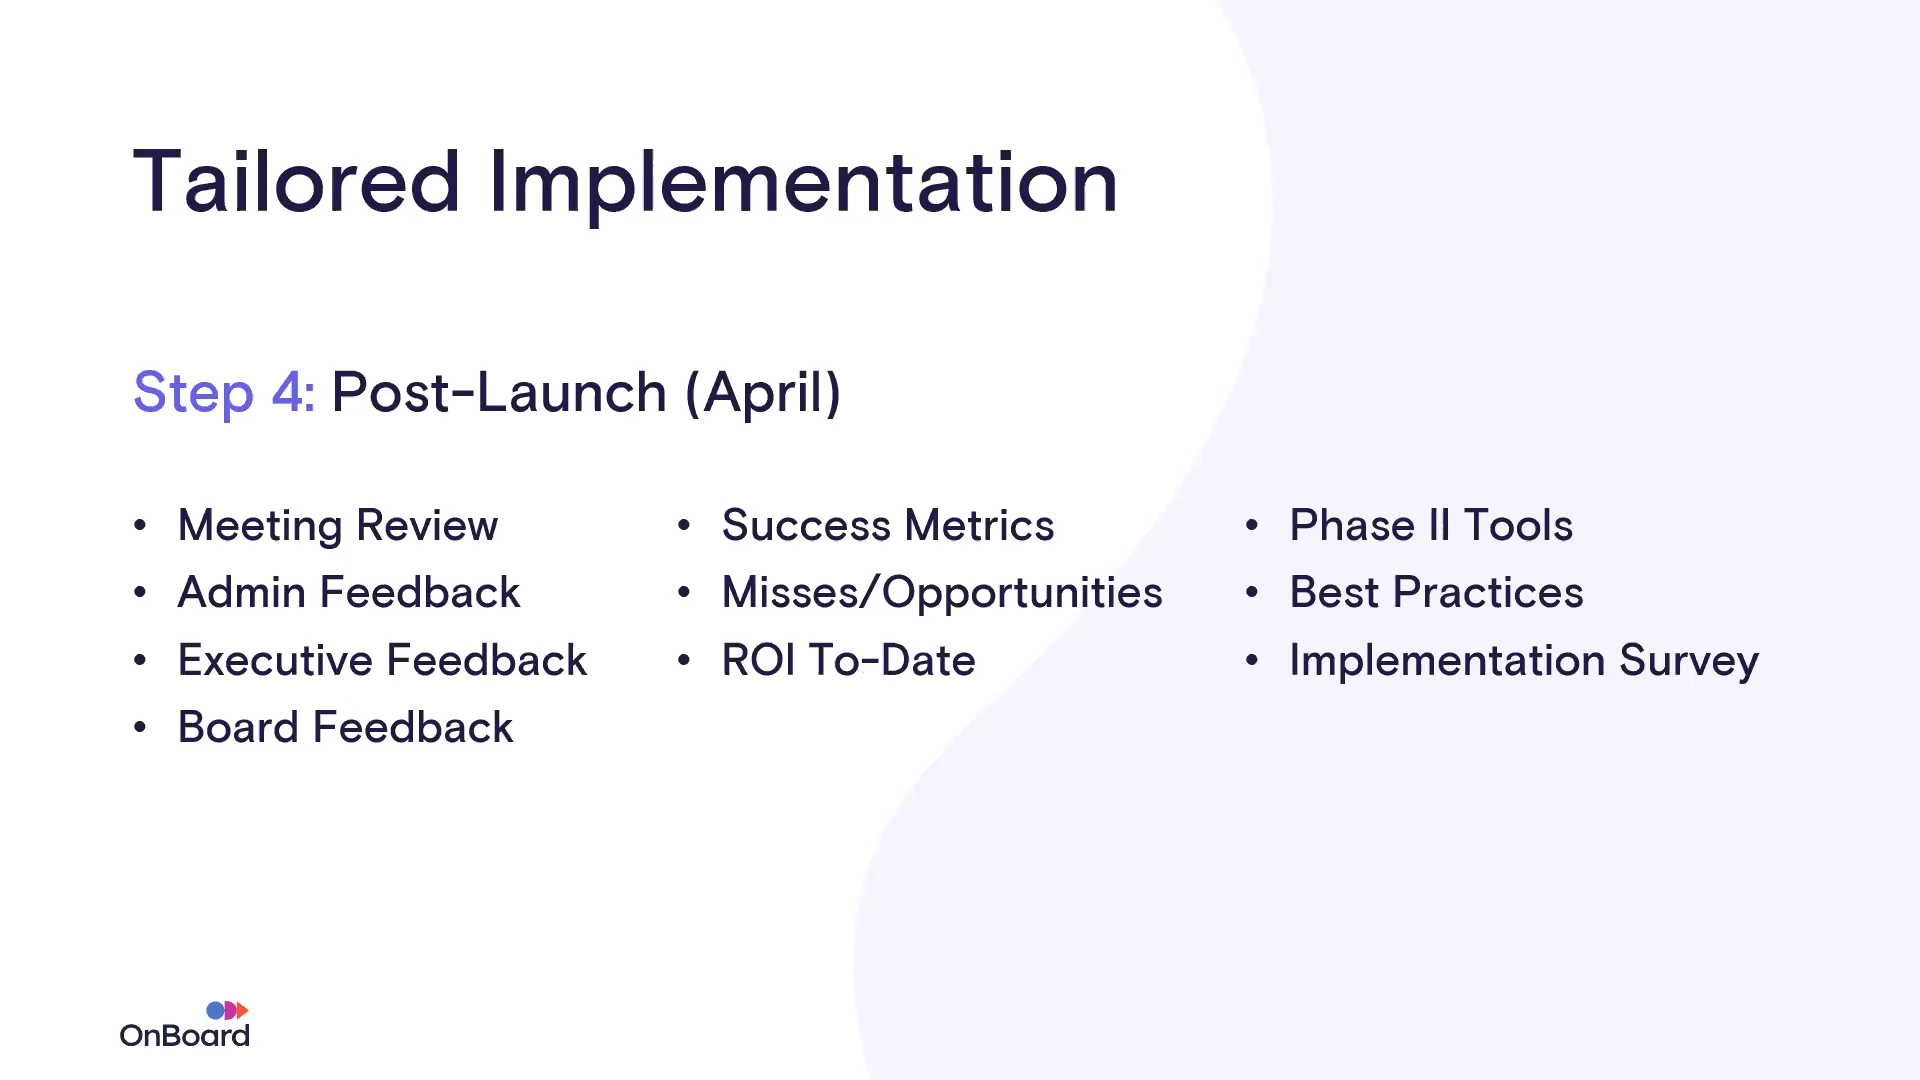 Tailored Implementation
Step 4: Post-Launch (April)
• Meeting Review
• Admin Feedback
• Executive Feedback
• Board Feedback
• Success Metrics
• Misses/Opportunities
• ROI To-Date
• Phase II Tools
• Best Practices
• Implementation Survey
OnBoard